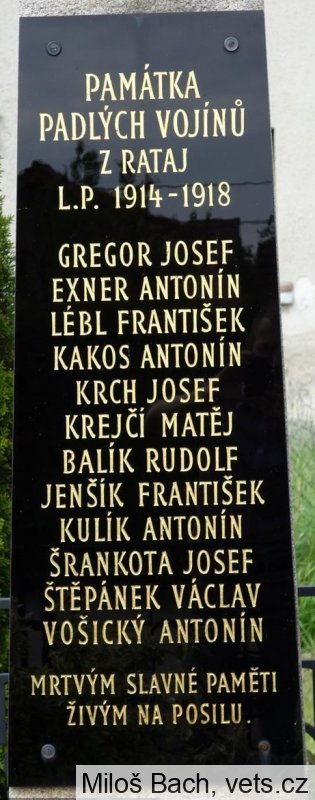 PAMÁTKA
PADLÝCH VOJÍNŮ
Z RATAJ
L.P. 1914-1918
GREGOR JOSEF
EXNER ANTONÍN
LÉBL FRANTIŠEK
KAKOS ANTONÍN
KRCH JOSEF
KREJČÍ MATĚJ
BALÍK RUDOLF
JENŠÍK FRANTIŠEK
KULÍK ANTONÍN
ŠRANKOTA JOSEF
ŠTĚPÁNEK VÁCLAV
VOŠICKÝ ANTONÍN
MRTVÝM SLAVNÉ PAMĚTI
ŽIVÝM NA POSILU.
Miloš Bach, vets.cz